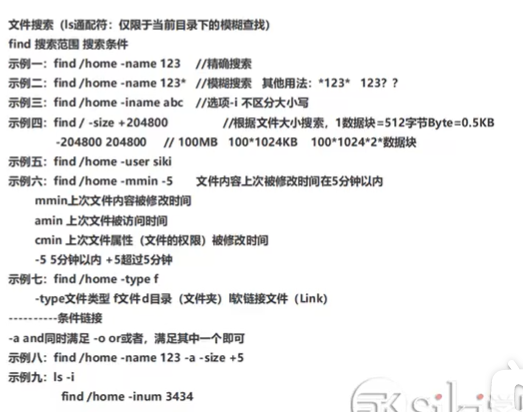 文件搜索（ls通配符：仅限于当前目录下的模糊查找）
find 搜索范围 搜索条件
示例一：find /home -name 123 //精确搜索
示例二：find /home -name 123* //模糊搜索 其他用法：*123* 123？？
示例三：find /home -iname abc //选项-i 不区分大小写
示例四：find / -size +204800 //根据文件大小搜索，1数据块=512字节Byte=0.5KB
-204800 204800 // 100MB 100*1024KB 100*1024*2*数据块
示例五：find /home -user siki
示例六：find /home -mmin -5 文件内容上次被修改时间在5分钟以内
mmin上次文件内容被修改时间
amin 上次文件被访问时间
cmin 上次文件属性（文件的权限）被修改时间
-5 5分钟以内 +5超过5分钟
示例七：find /home -type f
-type文件类型 f文件 d目录（文件夹）l软链接文件（Link）
----------条件链接
-a and同时满足 -o or或者，满足其中一个即可
示例八：find /home -name 123 -a -size +5
示例九：ls -i
find /home -inum 3434